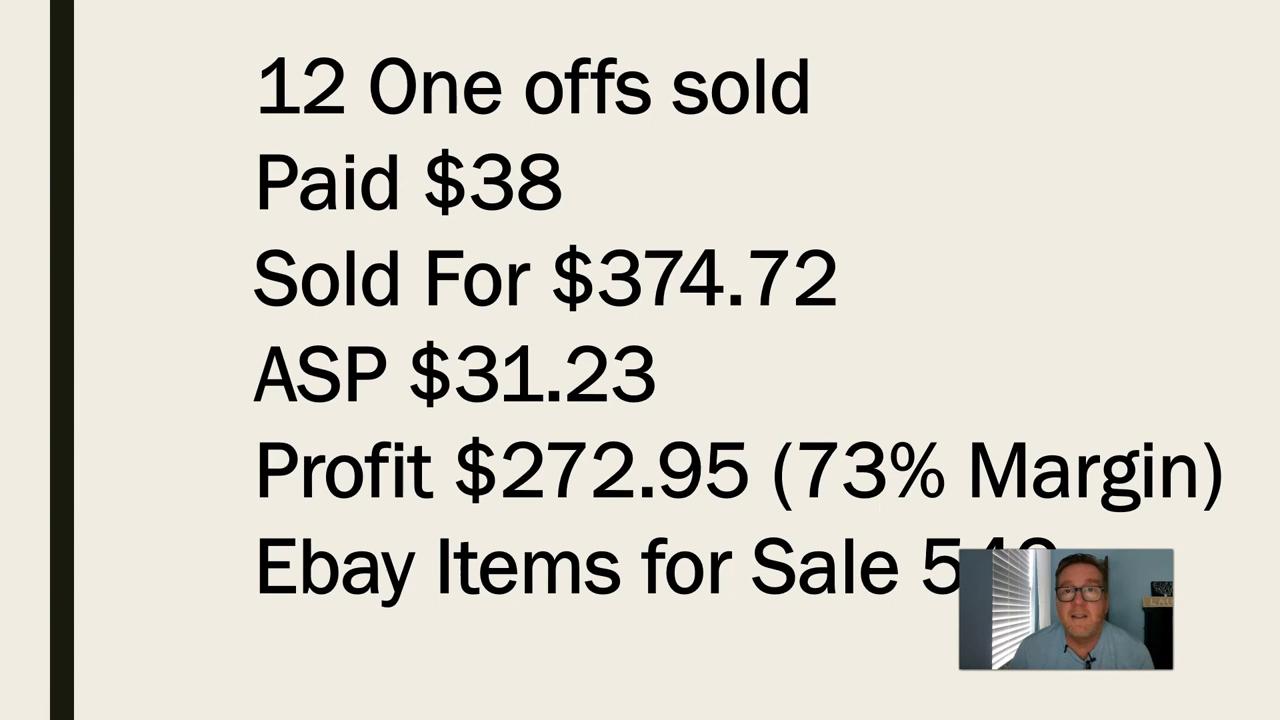 12 One offs sold
Paid $38
Sold For $374.72
ASP $31.23
Profit $272.95 (73% Margin)
Ebay Items for Sale